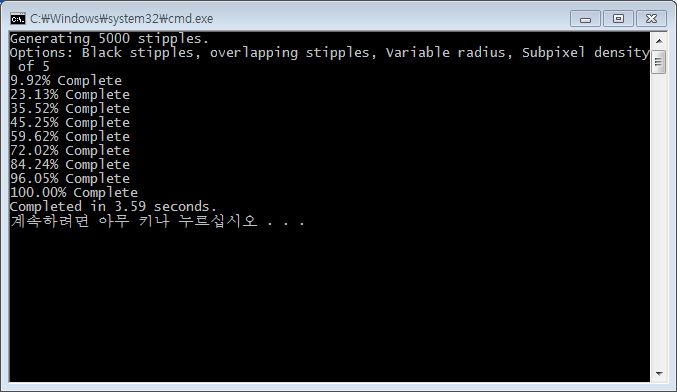 C:₩Windows₩system32₩cmd.exe
Generating 5000 stipples.
Options: Black stipples, overlapping stipples, Variable radius, Subpixel density
 of 5
9.92% Complete
23.13% Complete
35.52% Complete
45.25% Complete
59.62% Complete
72.02% Complete
84.24% Complete
96.05% Complete
100.00% Complete
Completed in 3.59 seconds.
계속하려면 아무 키나 누르십시오 . . .